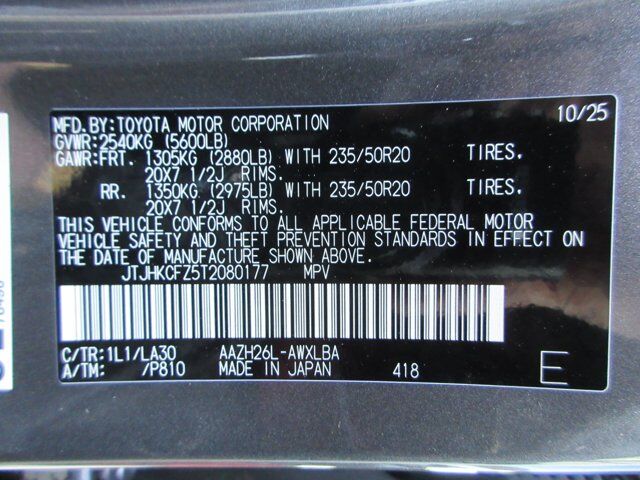 MFD.BY:TOYOTA MOTOR CORPORATION 10/25
GVWR:2540KG (5600LB)
GAWR:FRT. 1305KG (2880LB) WITH 235/50R20 TIRES.
20X7 1/2J RIMS.
RR. 1350KG (2975LB) WITH 235/50R20 TIRES.
20X7 1/2J RIMS.
THIS VEHICLE CONFORMS TO ALL APPLICABLE FEDERAL MOTOR
VEHICLE SAFETY AND THEFT PREVENTION STANDARDS IN EFFECT ON
THE DATE OF MANUFACTURE SHOWN ABOVE.
JTJHKCFZ5T2080177 MPV
C/TR:1L1/LA30 AAZH26L-AWXLBA
A/TM: /P810 MADE IN JAPAN 418 E